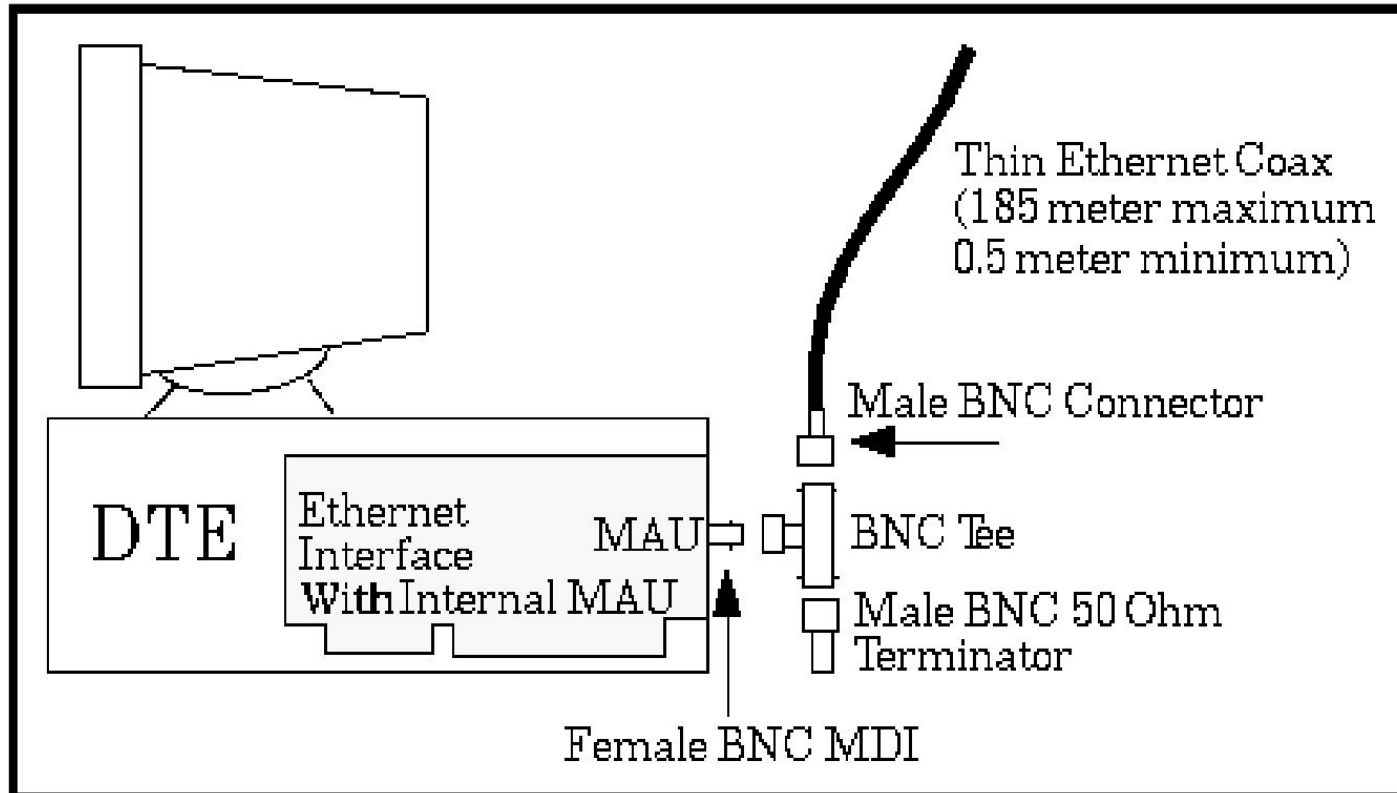 Thin Ethernet Coax
(185 meter maximum
0.5 meter minimum)
Male BNC Connector
DTE
Ethernet
Interface
With Internal MAU
MAU
BNC Tee
Male BNC 50 Ohm
Terminator
Female BNC MDI